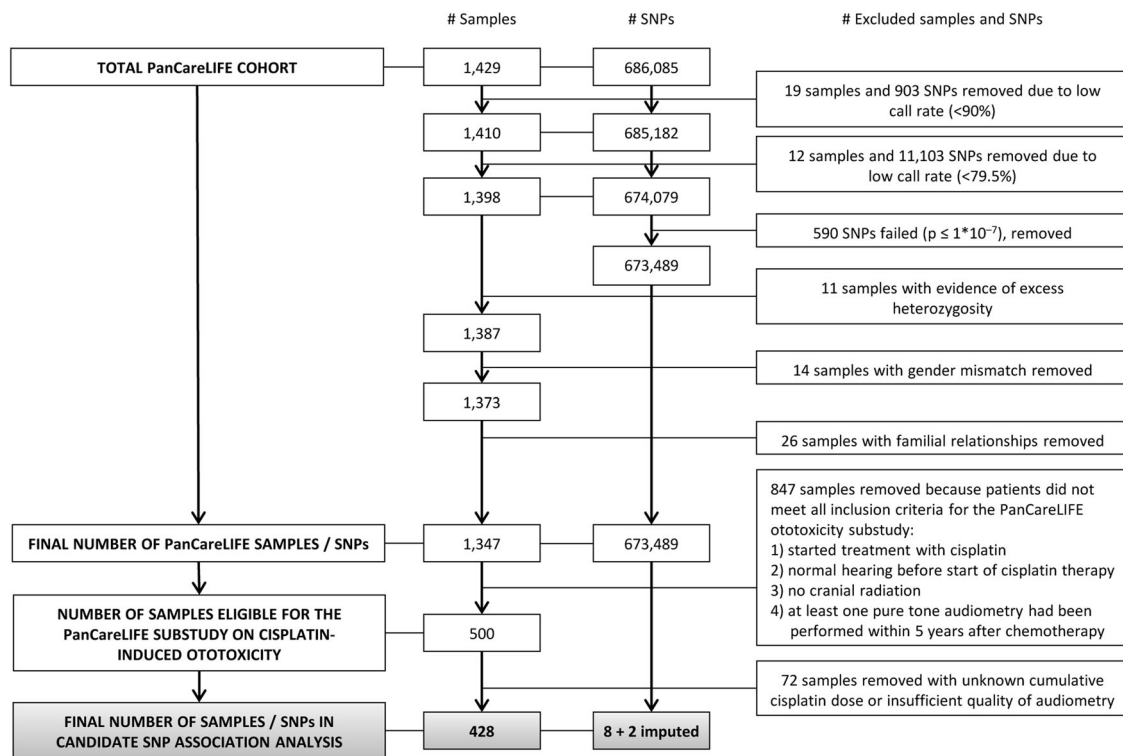 # Samples
# SNPs
# Excluded samples and SNPs
TOTAL PanCareLIFE COHORT
1,429
686,085
19 samples and 903 SNPs removed due to low
call rate (<90%)
1,410
685,182
12 samples and 11,103 SNPs removed due to
low call rate (<79.5%)
1,398
674,079
590 SNPs failed (p ≤ 1*10⁻⁷), removed
673,489
11 samples with evidence of excess
heterozygosity
1,387
14 samples with gender mismatch removed
1,373
26 samples with familial relationships removed
847 samples removed because patients did not
meet all inclusion criteria for the PanCareLIFE
ototoxicity substudy:
1) started treatment with cisplatin
2) normal hearing before start of cisplatin therapy
3) no cranial radiation
4) at least one pure tone audiometry had been
performed within 5 years after chemotherapy
FINAL NUMBER OF PanCareLIFE SAMPLES / SNPs
1,347
673,489
NUMBER OF SAMPLES ELIGIBLE FOR THE
PanCareLIFE SUBSTUDY ON CISPLATIN-
INDUCED OTOTOXICITY
500
72 samples removed with unknown cumulative
cisplatin dose or insufficient quality of audiometry
FINAL NUMBER OF SAMPLES / SNPs IN
CANDIDATE SNP ASSOCIATION ANALYSIS
428
8 + 2 imputed